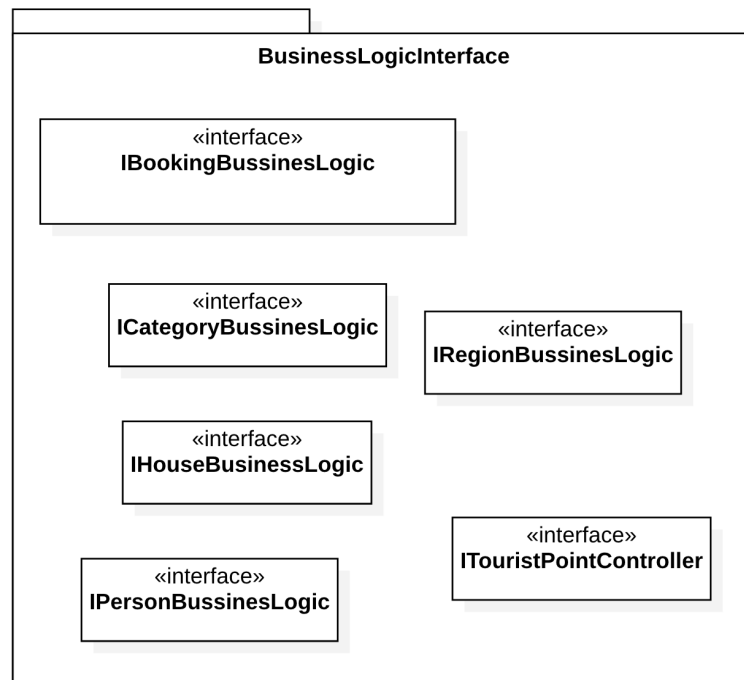 BusinessLogicInterface
«interface»
IBookingBussinesLogic
«interface»
ICategoryBussinesLogic
«interface»
IRegionBussinesLogic
«interface»
IHouseBusinessLogic
«interface»
ITouristPointController
«interface»
IPersonBussinesLogic